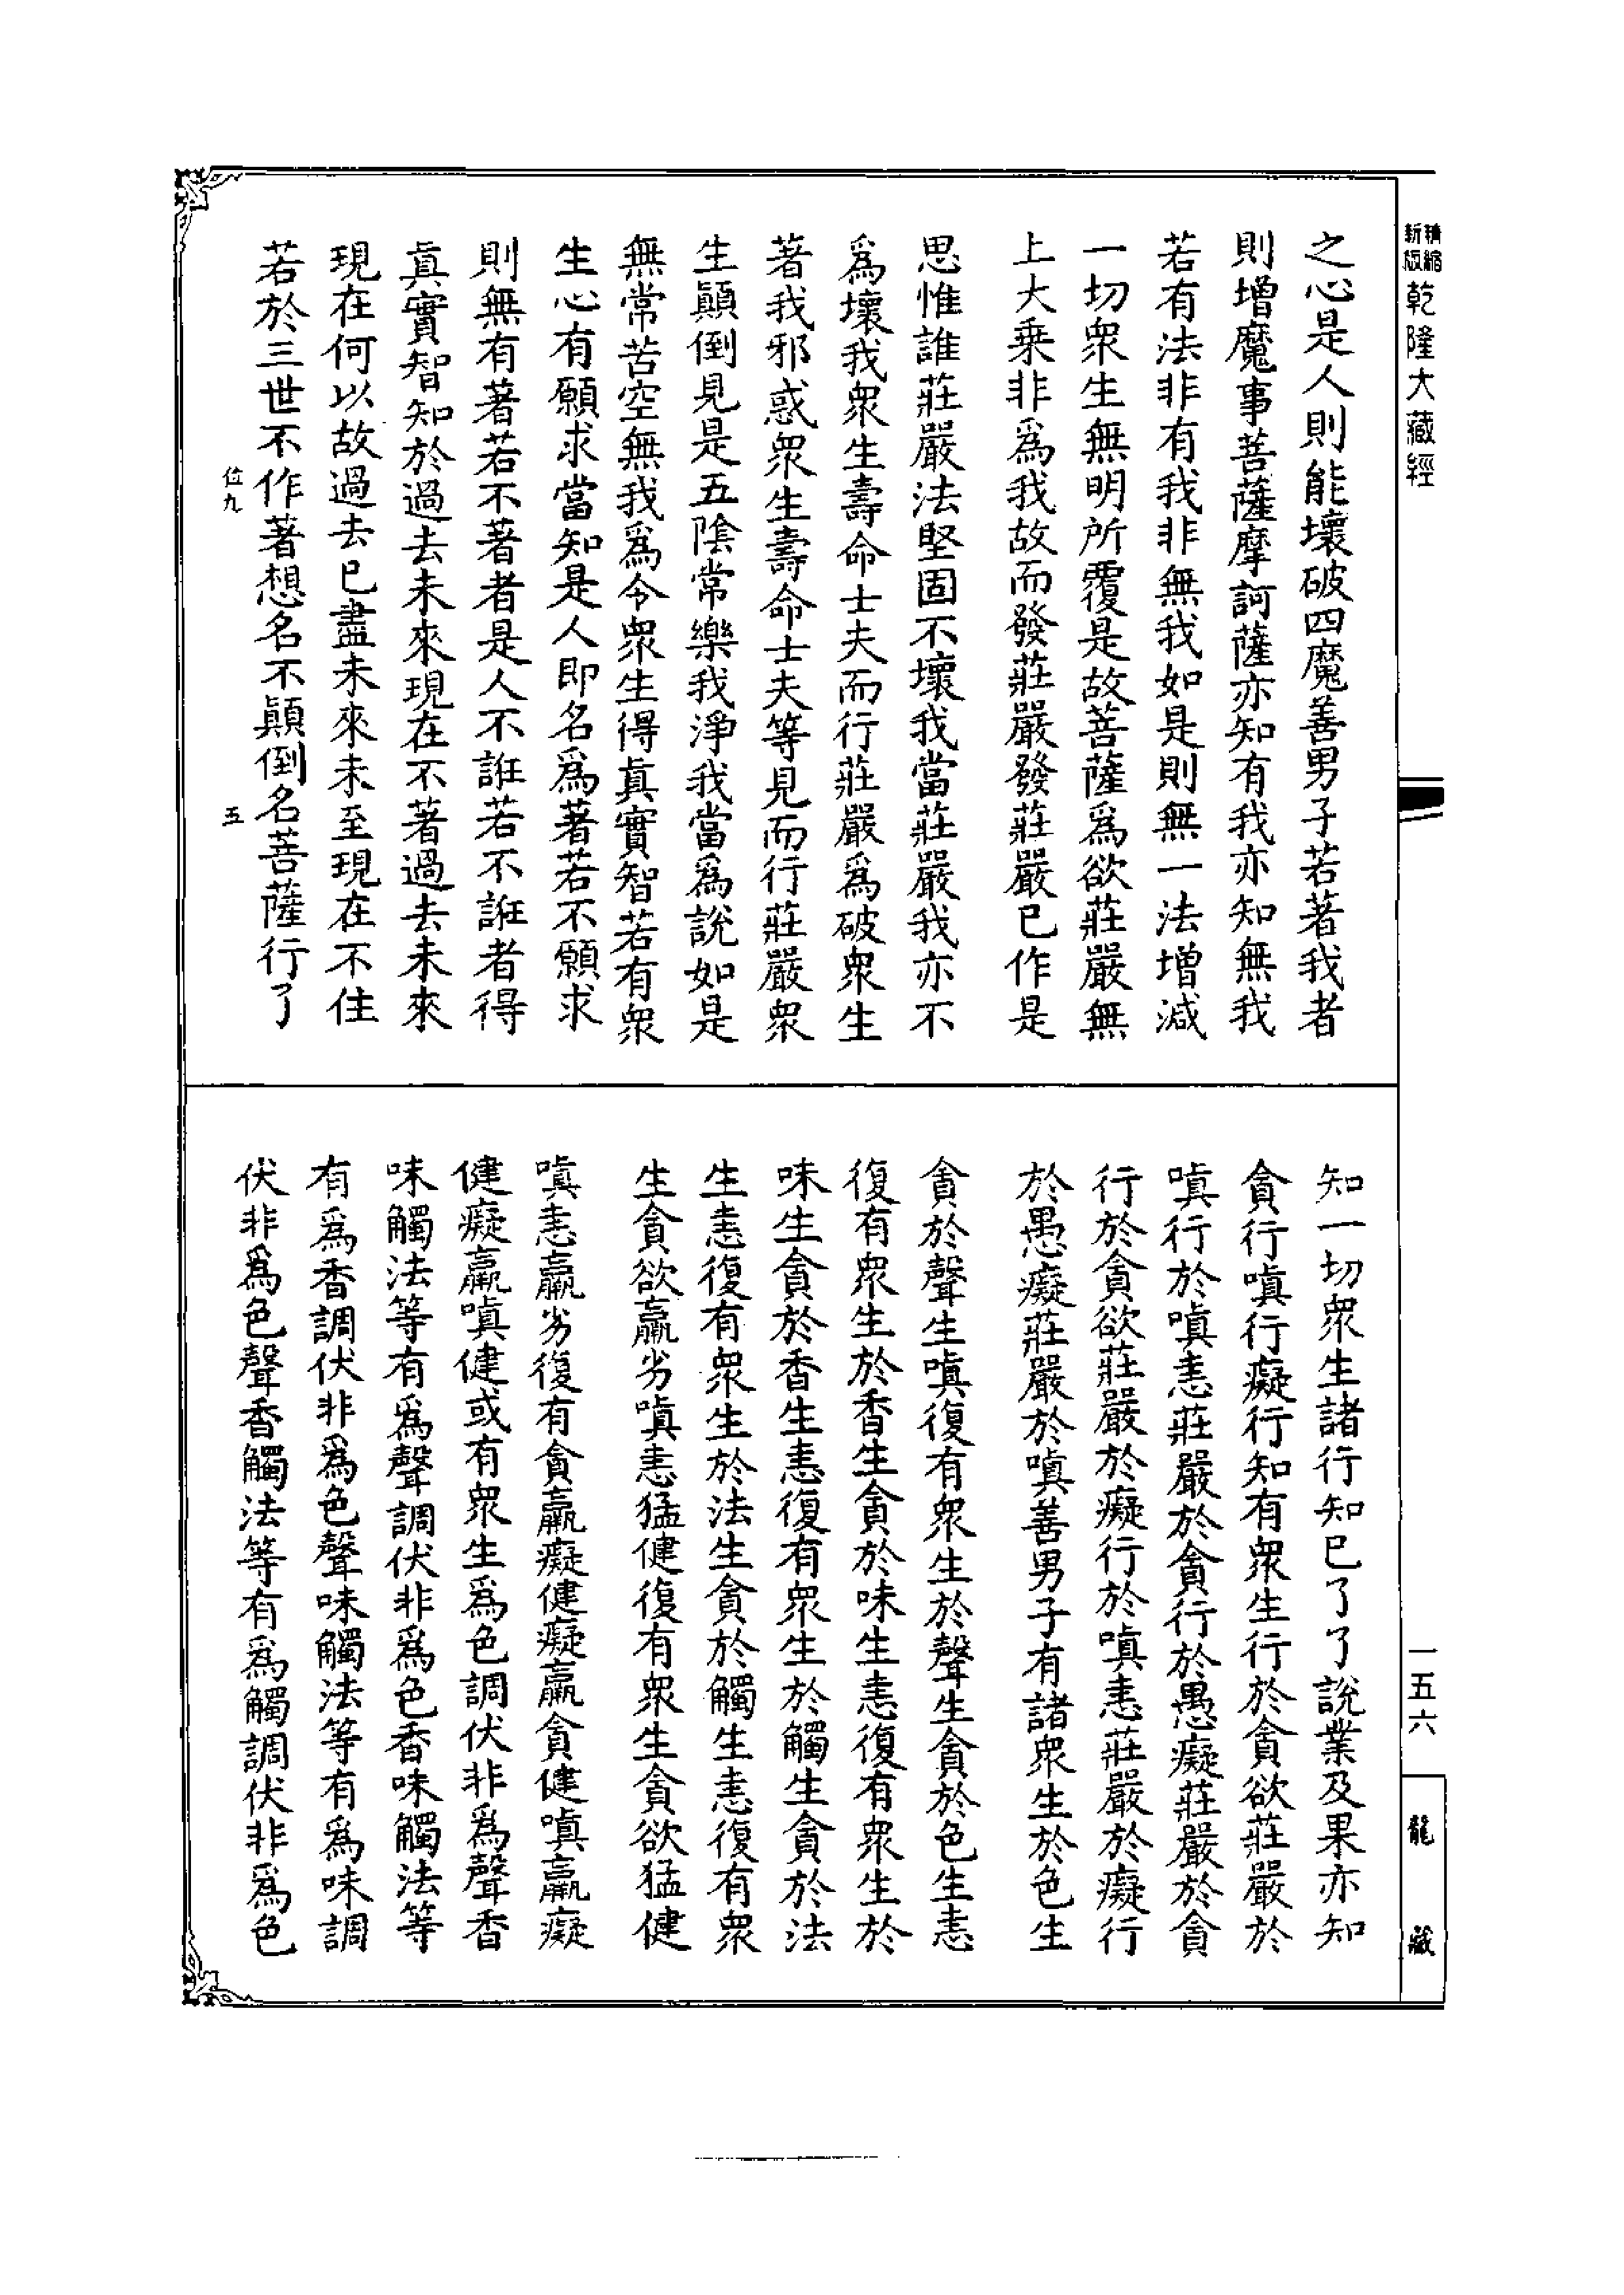 精縮
新版
乾隆大藏經
之心是人則能壞破四魔善男子若著我者
則增魔事菩薩摩訶薩亦知有我亦知無我
若有法非有我非無我如是則無一法增減
一切衆生無明所覆是故菩薩爲欲莊嚴無
上大乗非爲我故而發莊嚴發莊嚴已作是
思惟誰莊嚴法堅固不壞我當莊嚴我亦不
爲壞我衆生壽命士夫而行莊嚴爲破衆生
著我邪惑衆生壽命士夫等見而行莊嚴衆
生顛倒見是五陰常樂我淨我當爲說如是
無常苦空無我爲令衆生得眞實智若有衆
生心有願求當知是人即名爲著若不願求
則無有著若不著者是人不誑若不誑者得
眞實智知於過去未來現在不著過去未來
現在何以故過去已盡未來未至現在不住
若於三世不作著想名不顛倒名菩薩行了
位九
五
知一切衆生諸行知已了了說業及果亦知
貪行嗔行癡行知有衆生行於貪欲莊嚴於
嗔行於嗔恚莊嚴於貪行於愚癡莊嚴於貪
行於貪欲莊嚴於癡行於嗔恚莊嚴於癡行
於愚癡莊嚴於嗔善男子有諸衆生於色生
貪於聲生嗔復有衆生於聲生貪於色生恚
復有衆生於香生貪於味生恚復有衆生於
味生貪於香生恚復有衆生於觸生貪於法
生恚復有衆生於法生貪於觸生恚復有衆
生貪欲羸劣嗔恚猛健復有衆生貪欲猛健
嗔恚羸劣復有貪羸癡健癡羸貪健嗔羸癡
健癡羸嗔健或有衆生爲色調伏非爲聲香
味觸法等有爲聲調伏非爲色香味觸法等
有爲香調伏非爲色聲味觸法等有爲味調
伏非爲色聲香觸法等有爲觸調伏非爲色
一五六
龍藏